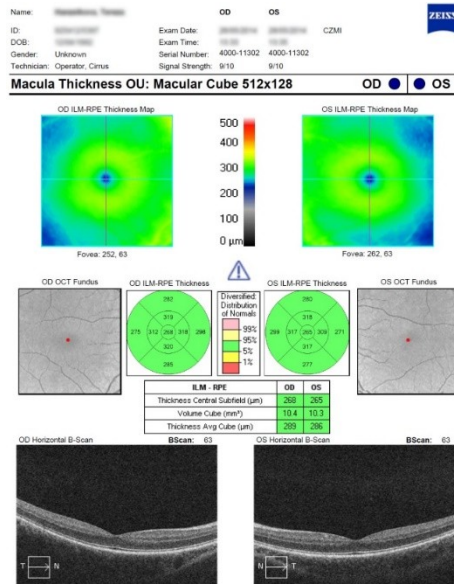 Name: OD OS
ZEISS
ID: Exam Date: CZMI
DOB: Exam Time:
Gender: Unknown Serial Number: 4000-11302 4000-11302
Technician: Operator, Cirrus Signal Strength: 9/10 9/10
Macula Thickness OU: Macular Cube 512x128 OD OS
OD ILM-RPE Thickness Map OS ILM-RPE Thickness Map
500
400
300
200
100
0 µm
Fovea: 252, 63 Fovea: 262, 63
OD OCT Fundus OD ILM-RPE Thickness OS ILM-RPE Thickness OS OCT Fundus
Diversified:
Distribution
of Normals
99%
95%
5%
1%
282
318
275 312 268 318 298
320
289
280
318
317 265 309 271
317
277
ILM - RPE OD OS
Thickness Central Subfield (µm) 268 265
Volume Cube (mm³) 10.4 10.3
Thickness Avg Cube (µm) 289 286
OD Horizontal B-Scan BScan: 63 OS Horizontal B-Scan BScan: 63
T N N T